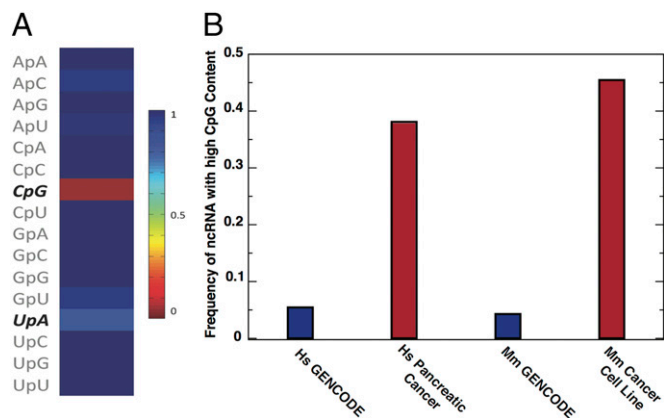 A
ApA
ApC
ApG
ApU
CpA
CpC
CpG
CpU
GpA
GpC
GpG
GpU
UpA
UpC
UpG
UpU
1
0.5
0
B
Frequency of ncRNA with high CpG Content
0.5
0.4
0.3
0.2
0.1
0
Hs GENCODE
Hs Pancreatic
Cancer
Mm GENCODE
Mm Cancer
Cell Line